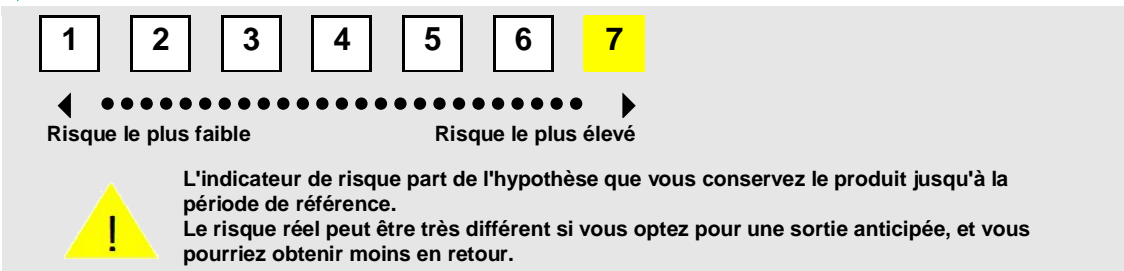 1 2 3 4 5 6 7
Risque le plus faible Risque le plus élevé
L'indicateur de risque part de l'hypothèse que vous conservez le produit jusqu'à la
période de référence.
Le risque réel peut être très différent si vous optez pour une sortie anticipée, et vous
pourriez obtenir moins en retour.
!